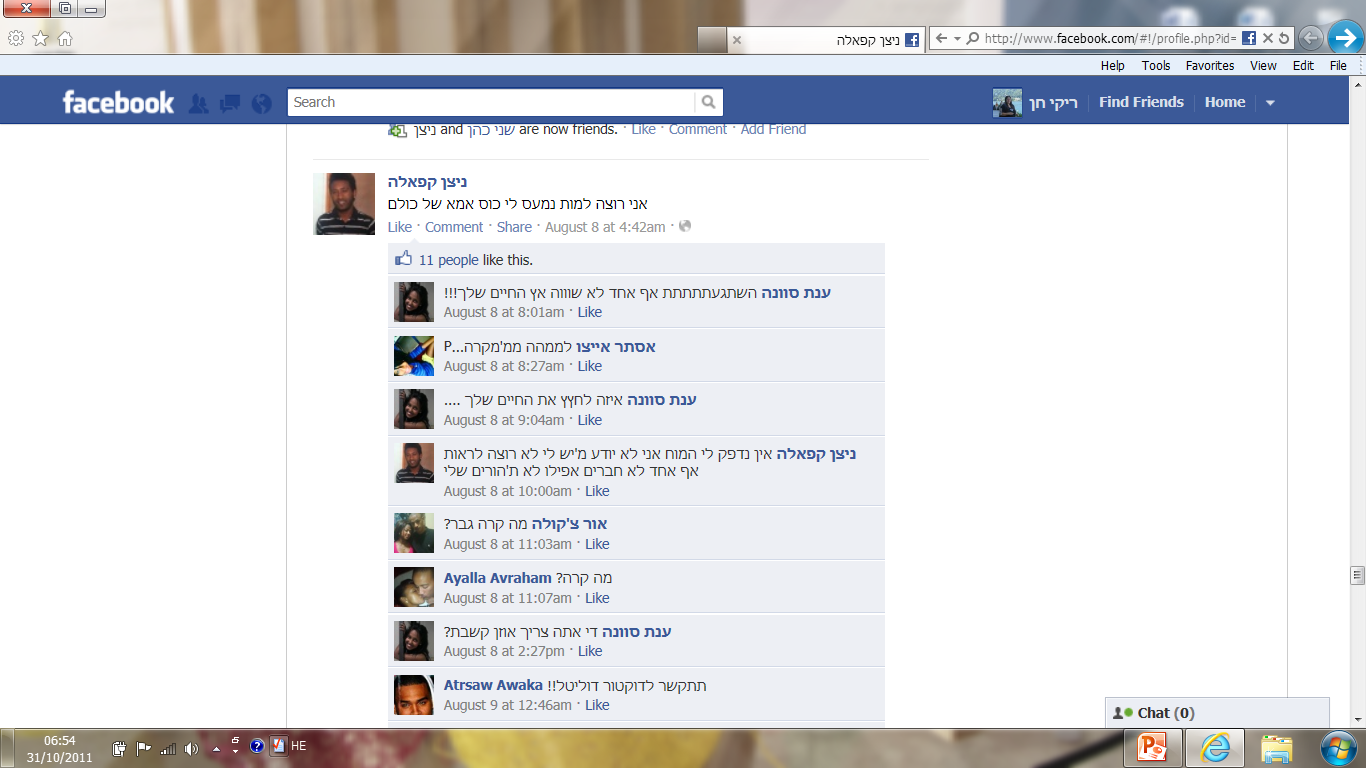 ניצן קפאלה
http://www.facebook.com/#!/profile.php?id=
Help Tools Favorites View Edit File
facebook Search ריקי חן Find Friends Home
ניצן and שני כהן are now friends. · Like · Comment · Add Friend
ניצן קפאלה
אני רוצה למות נמעס לי כוס אמא של כולם
Like · Comment · Share · August 8 at 4:42am ·
11 people like this.
ענת סוונה השתגעתתתתת אף אחד לא שוווה אץ החיים שלך!!!
August 8 at 8:01am · Like
אסתר אייצו לממהה ממ'מקרה...P
August 8 at 8:27am · Like
ענת סוונה איזה לחץץ את החיים שלך ....
August 8 at 9:04am · Like
ניצן קפאלה אין נדפק לי המוח אני לא יודע מ'יש לי לא רוצה לראות
אף אחד לא חברים אפילו לא ת'הורים שלי
August 8 at 10:00am · Like
אור צ'קולה מה קרה גבר?
August 8 at 11:03am · Like
Ayalla Avraham מה קרה?
August 8 at 11:07am · Like
ענת סוונה די אתה צריך אוזן קשבת?
August 8 at 2:27pm · Like
Atrsaw Awaka תתקשר לדוקטור דוליטל!!
August 9 at 12:46am · Like
Chat (0)
06:54
31/10/2011
5
HE